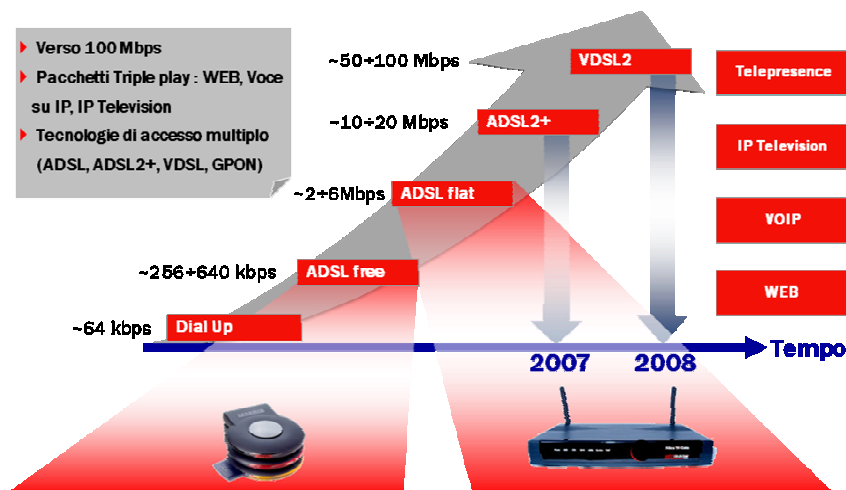 Verso 100 Mbps
Pacchetti Triple play : WEB, Voce
su IP, IP Television
Tecnologie di accesso multiplo
(ADSL, ADSL2+, VDSL, GPON)
~50÷100 Mbps
VDSL2
~10÷20 Mbps
ADSL2+
~2÷6Mbps
ADSL flat
~256÷640 kbps
ADSL free
~64 kbps
Dial Up
Telepresence
IP Television
VOIP
WEB
Tempo
2007
2008